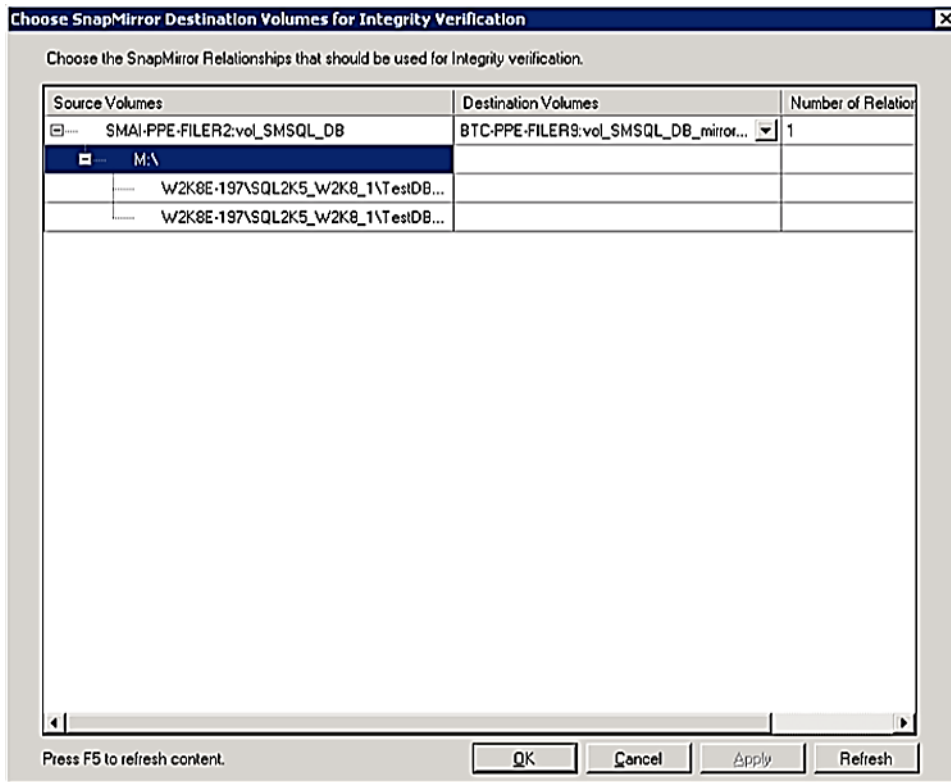 Choose SnapMirror Destination Volumes for Integrity Verification
Choose the SnapMirror Relationships that should be used for Integrity verification.
Source Volumes Destination Volumes Number of Relation
SMAI-PPE-FILER2:vol_SMSQL_DB BTC-PPE-FILER9:vol_SMSQL_DB_mirror... 1
M:\
W2K8E-197\SQL2K5_W2K8_1\TestDB...
W2K8E-197\SQL2K5_W2K8_1\TestDB...
Press F5 to refresh content. OK Cancel Apply Refresh